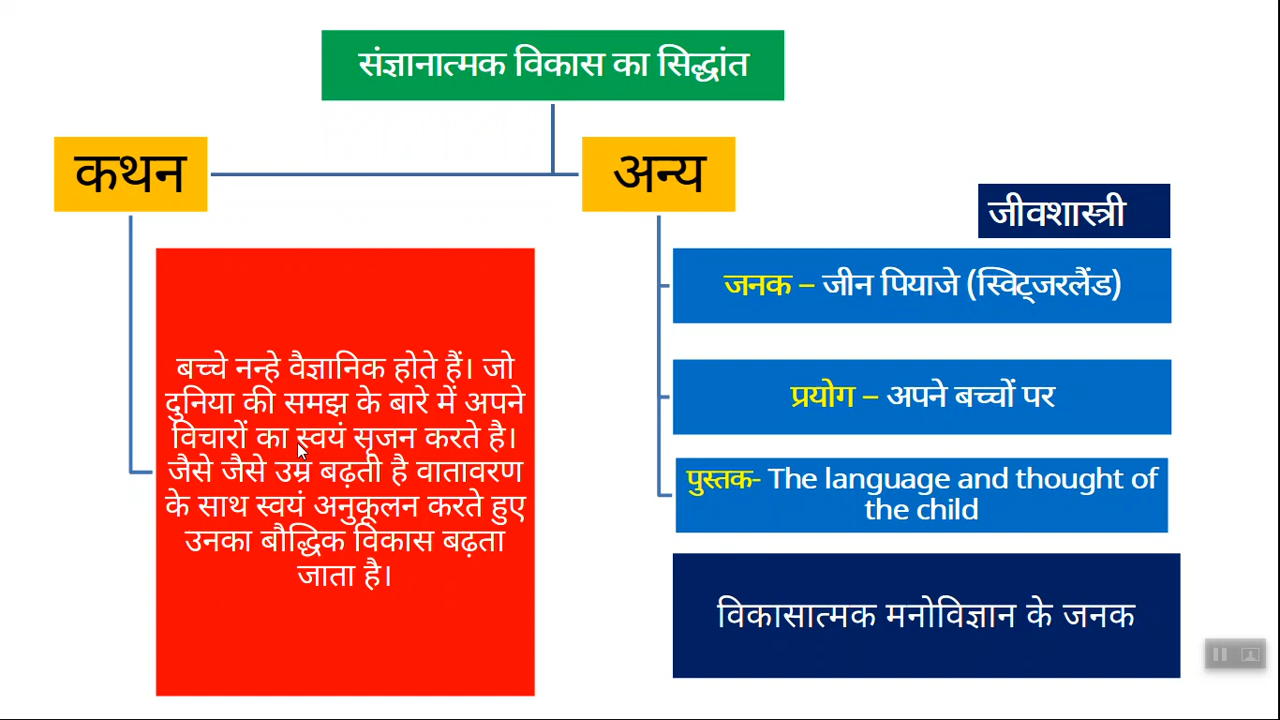 संज्ञानात्मक विकास का सिद्धांत
कथन
अन्य
जीवशास्त्री
बच्चे नन्हे वैज्ञानिक होते हैं। जो
दुनिया की समझ के बारे में अपने
विचारों का स्वयं सृजन करते है।
जैसे जैसे उम्र बढ़ती है वातावरण
के साथ स्वयं अनुकूलन करते हुए
उनका बौद्धिक विकास बढ़ता
जाता है।
जनक – जीन पियाजे (स्विट्जरलैंड)
प्रयोग – अपने बच्चों पर
पुस्तक- The language and thought of
the child
विकासात्मक मनोविज्ञान के जनक